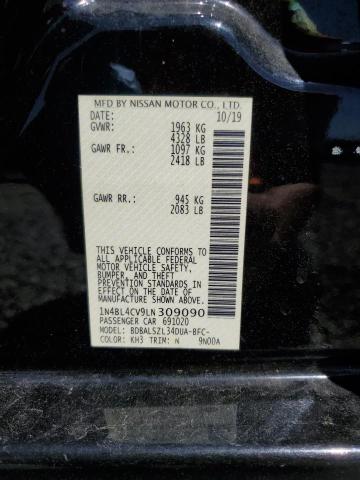 MFD BY NISSAN MOTOR CO., LTD.
DATE: 10/19
GVWR: 1963 KG
4328 LB
GAWR FR.: 1097 KG
2418 LB
GAWR RR.: 945 KG
2083 LB
THIS VEHICLE CONFORMS TO
ALL APPLICABLE FEDERAL
MOTOR VEHICLE SAFETY,
BUMPER, AND THEFT
PREVENTION STANDARDS IN
EFFECT ON THE DATE OF
MANUFACTURE SHOWN ABOVE.
1N4BL4CV9LN309090
PASSENGER CAR 691020
MODEL: BDBALSZL34DUA-BFC-
COLOR: KH3 TRIM: N 9N00A